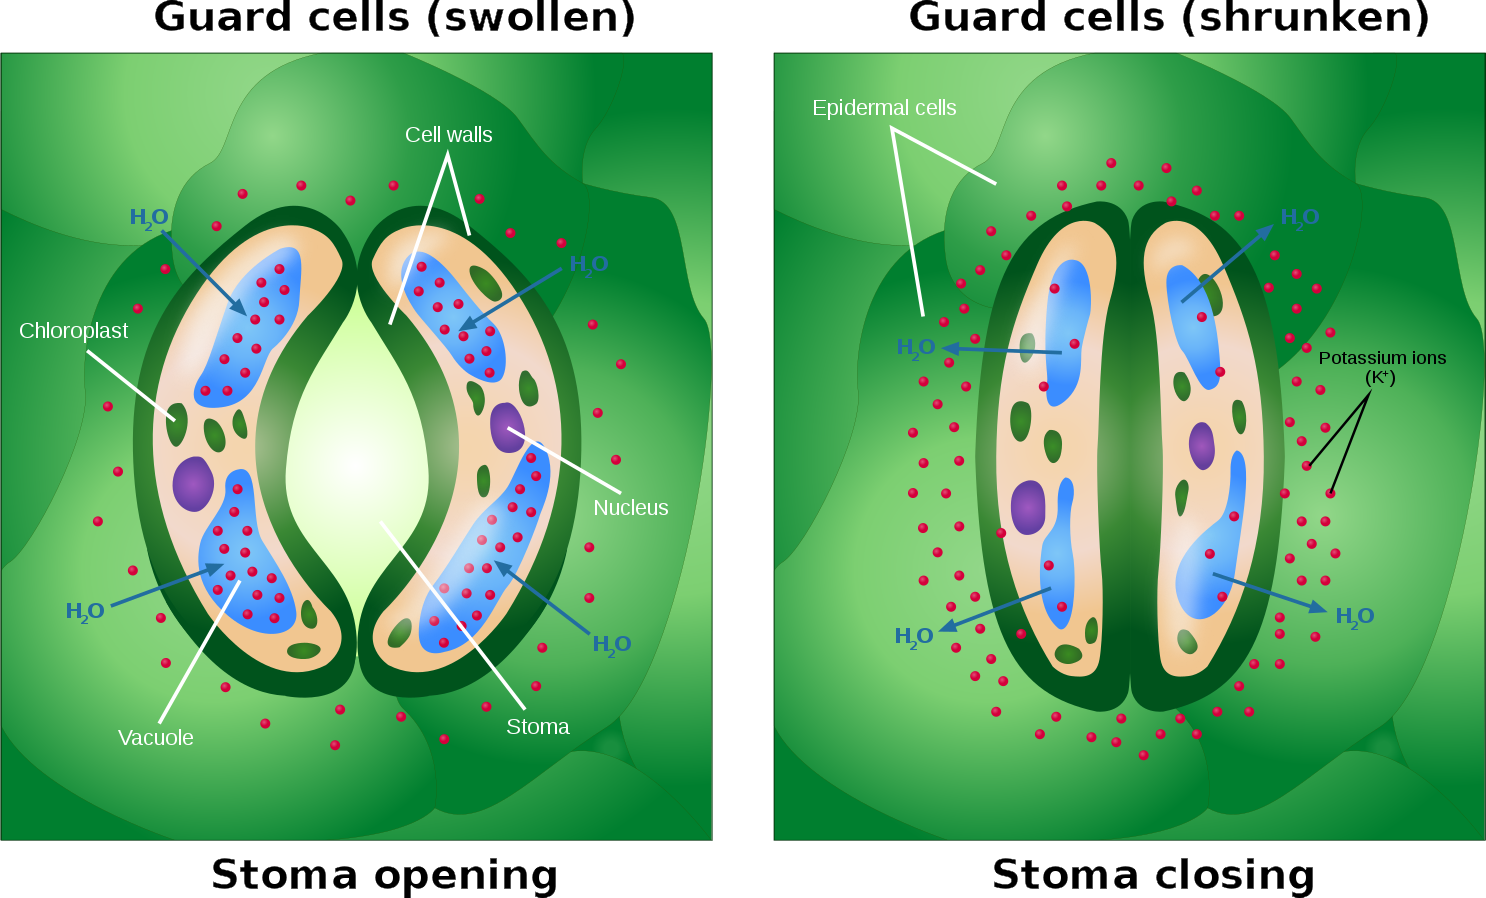 Guard cells (swollen)
Guard cells (shrunken)
Cell walls
H2O
H2O
Chloroplast
Nucleus
H2O
H2O
Stoma
Vacuole
Epidermal cells
H2O
H2O
Potassium ions
(K+)
H2O
H2O
Stoma opening
Stoma closing